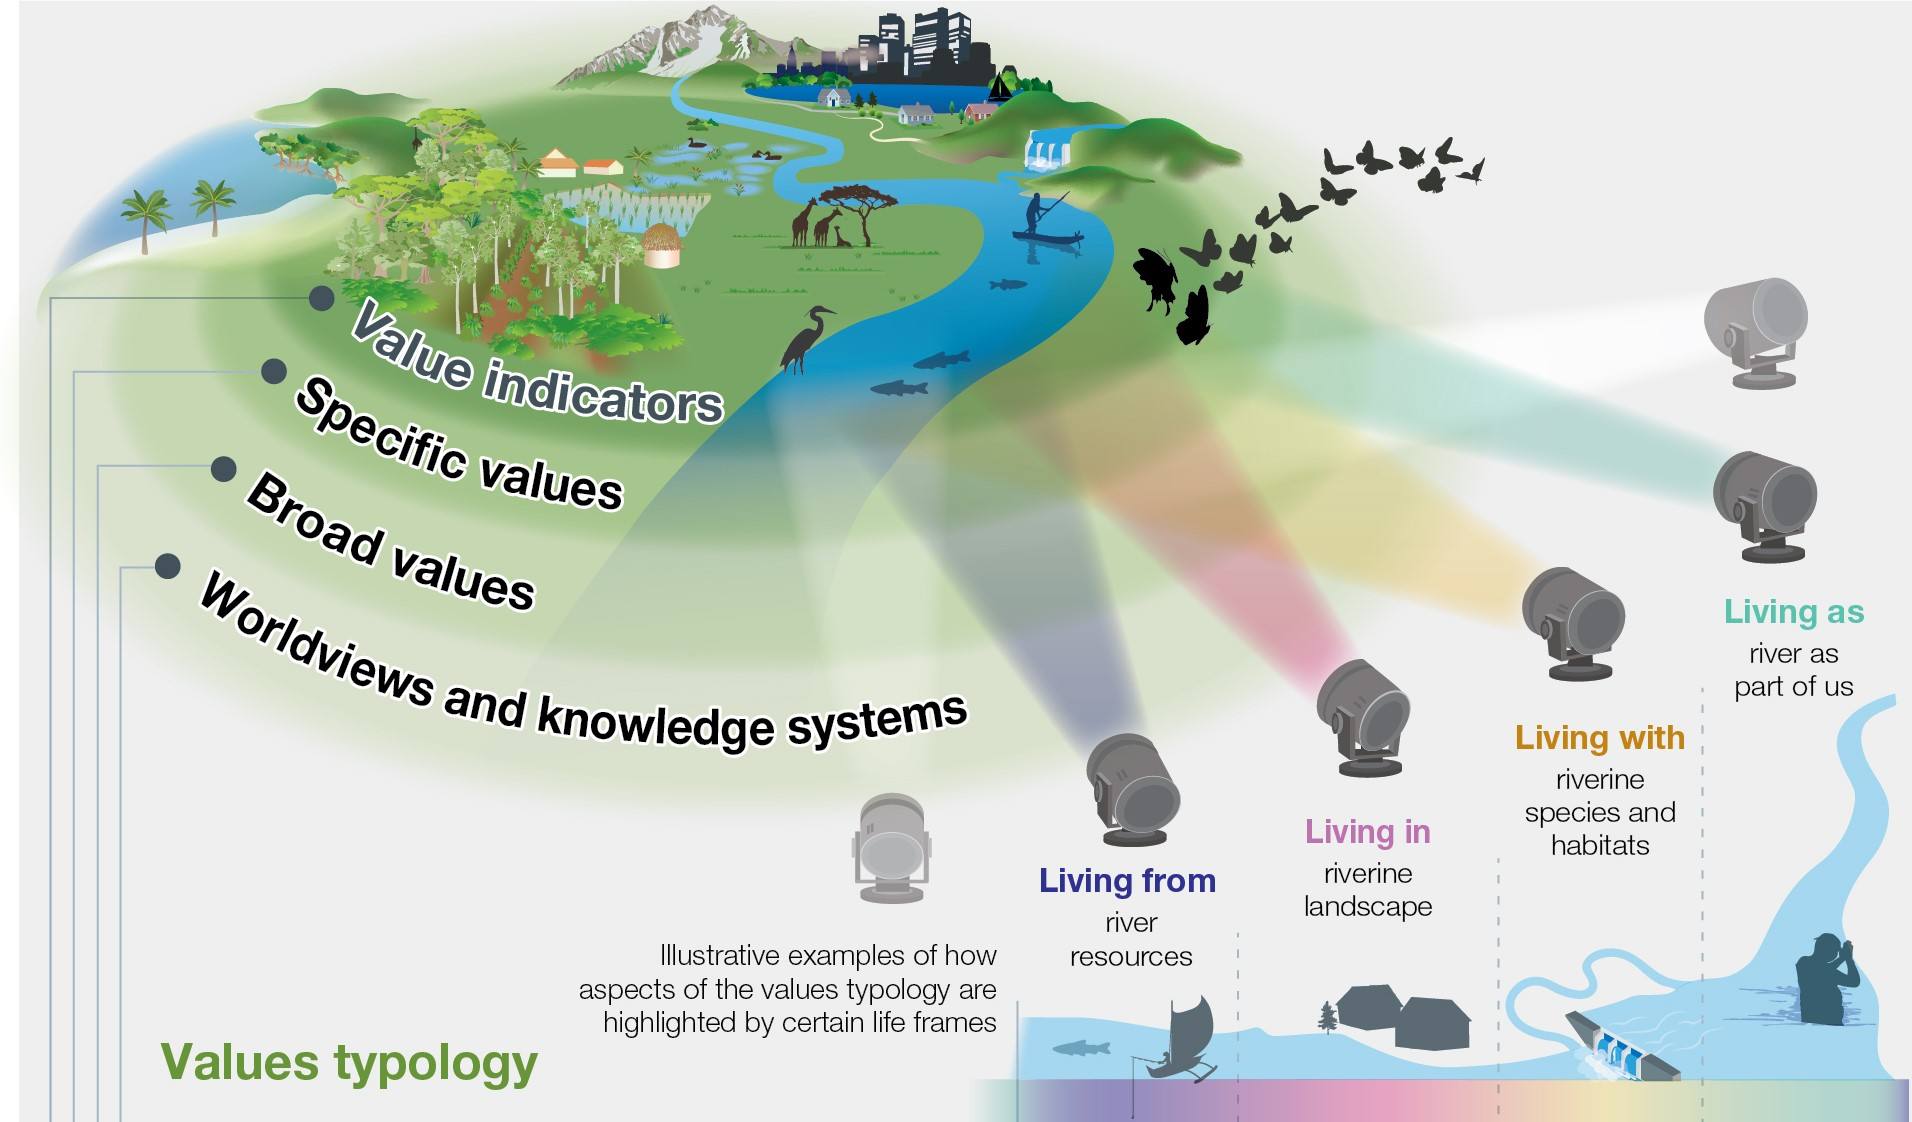 Value indicators
Specific values
Broad values
Worldviews and knowledge systems
Living as
river as
part of us
Living with
riverine
species and
habitats
Living in
riverine
landscape
Living from
river
resources
Illustrative examples of how
aspects of the values typology are
highlighted by certain life frames
Values typology